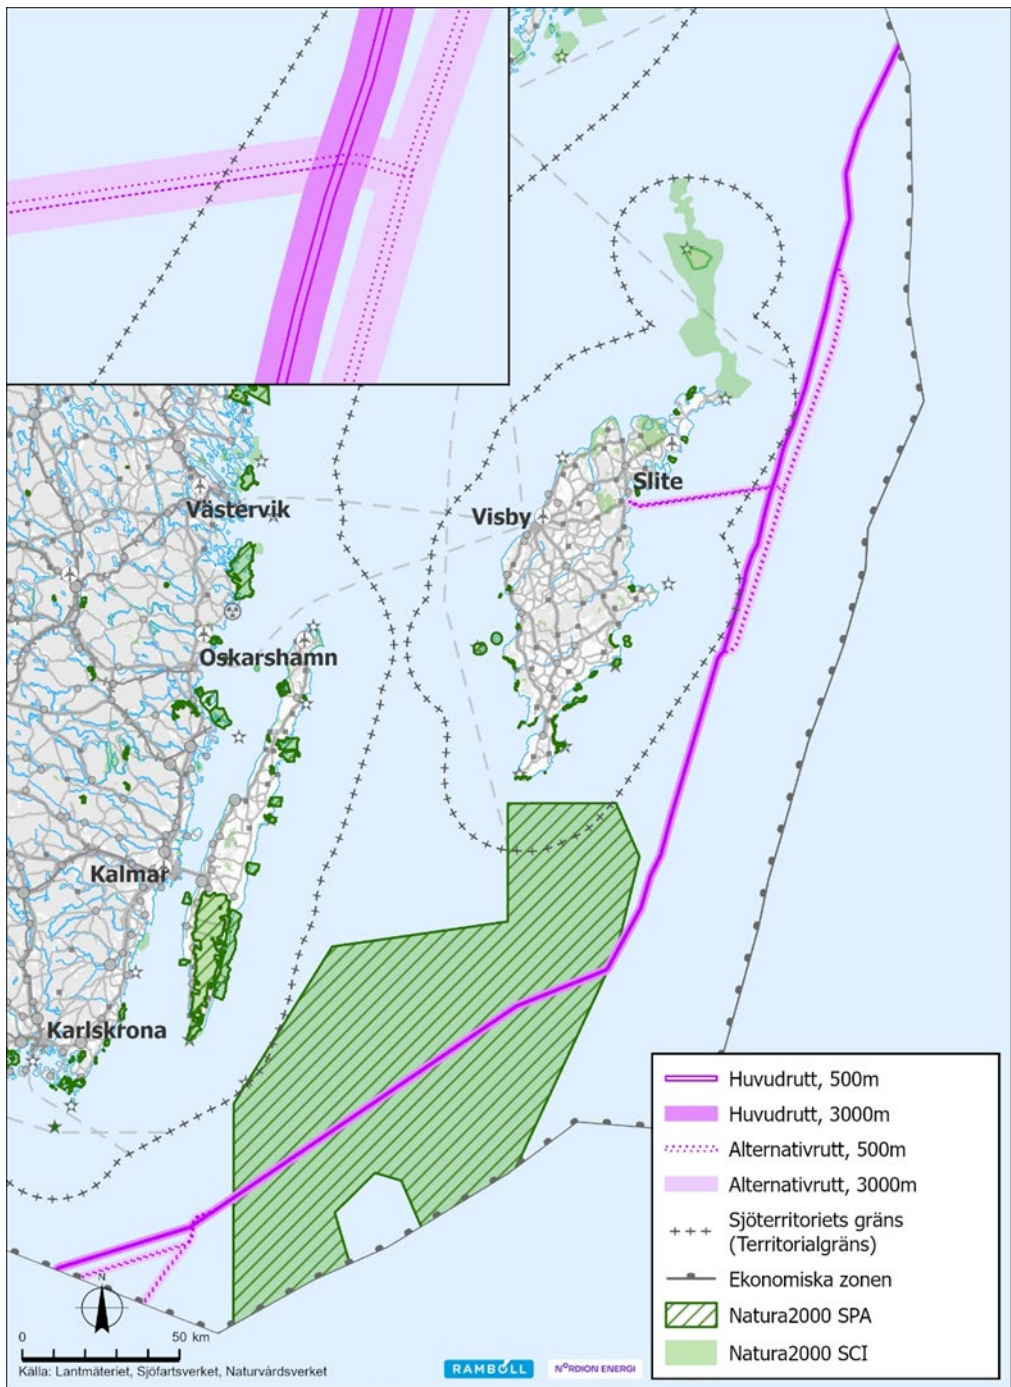 Slite
Västervik
Visby
Oskarshamn
Kalmar
Karlskrona
Huvudrutt, 500m
Huvudrutt, 3000m
Alternativrutt, 500m
Alternativrutt, 3000m
Sjöterritoriets gräns
(Territorialgräns)
Ekonomiska zonen
Natura2000 SPA
Natura2000 SCI
N
0 50 km
Källa: Lantmäteriet, Sjöfartsverket, Naturvårdsverket
RAMBOLL
NORDION ENERGI